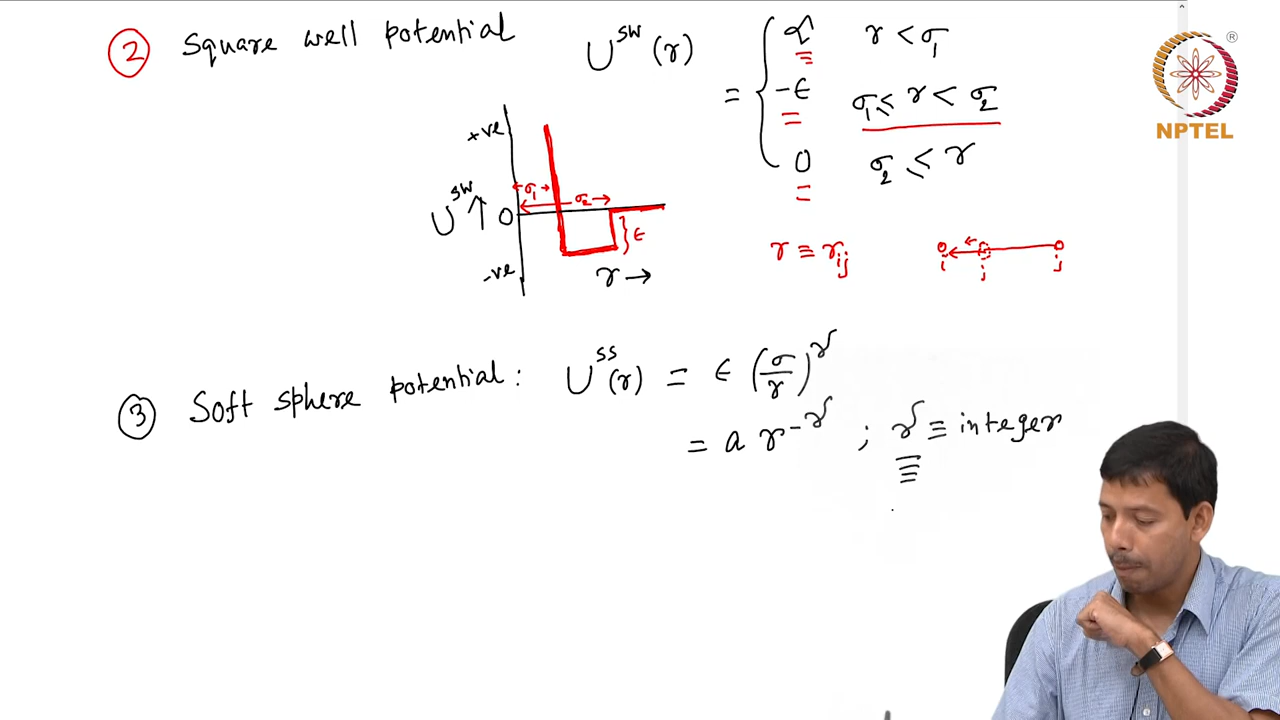 ② Square well potential
U^SW (r)
= { α r < σ₁
-ϵ σ₁ ≤ r < σ₂
0 σ₂ ≤ r
+ve
U^SW ↑ 0
-ve
σ₁
σ₂
} ϵ
r →
r ≡ r_ij
i j j
③ Soft sphere potential: U^SS (r) = ϵ (σ/r)^ν
= a r^-ν ; ν ≡ integer
®
NPTEL